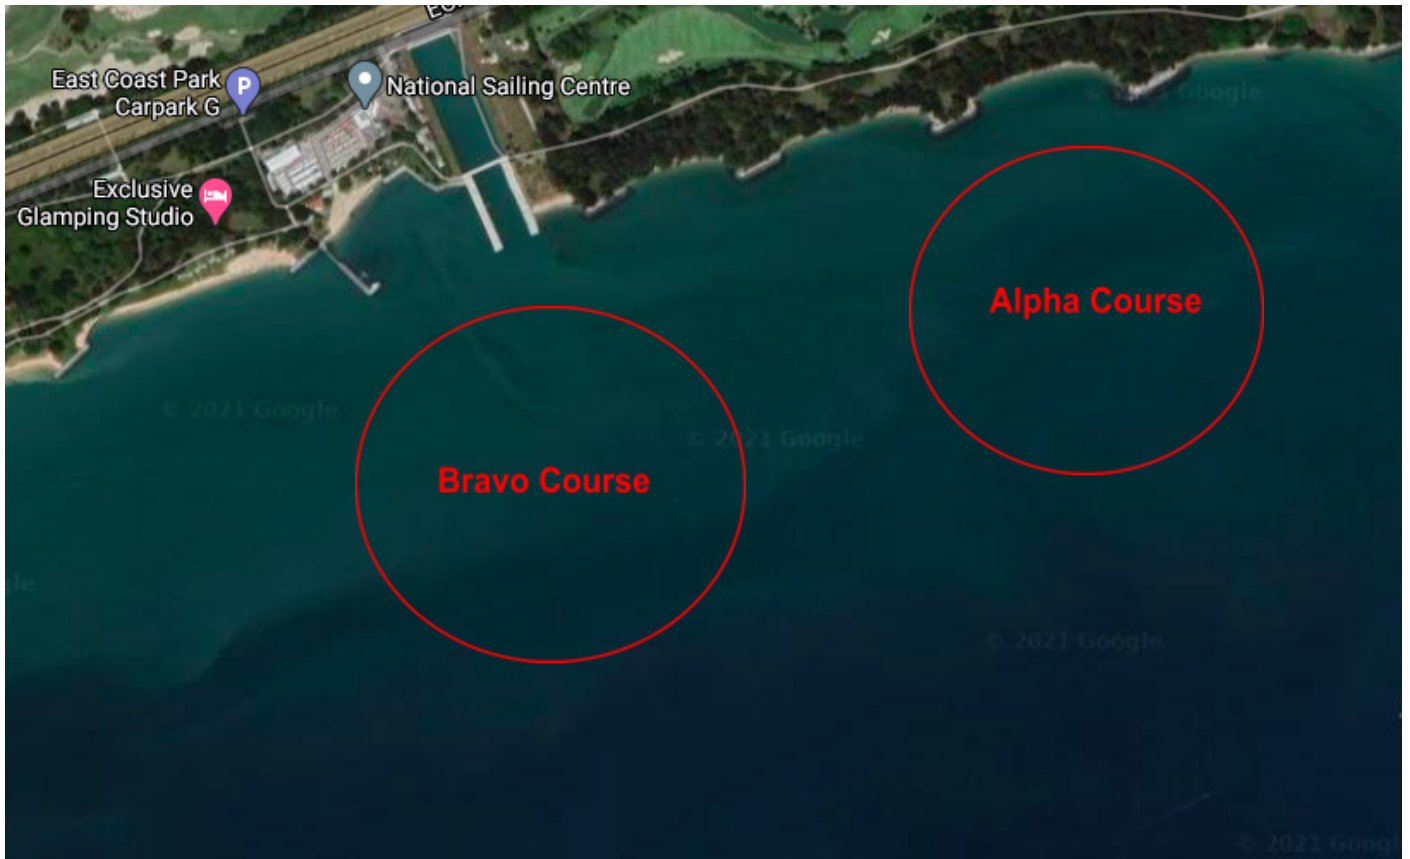 East Coast Park
Carpark G
National Sailing Centre
Exclusive
Glamping Studio
Alpha Course
Bravo Course
Google
© 2021 Google
© 2021 Google
© 2021 Google